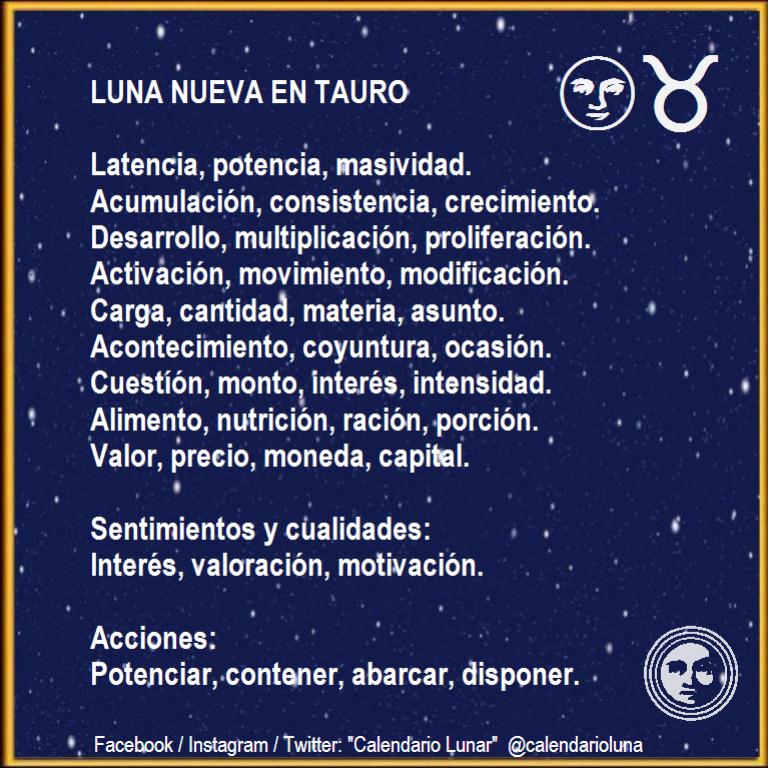 LUNA NUEVA EN TAURO
Latencia, potencia, masividad.
Acumulación, consistencia, crecimiento.
Desarrollo, multiplicación, proliferación.
Activación, movimiento, modificación.
Carga, cantidad, materia, asunto.
Acontecimiento, coyuntura, ocasión.
Cuestión, monto, interés, intensidad.
Alimento, nutrición, ración, porción.
Valor, precio, moneda, capital.
Sentimientos y cualidades:
Interés, valoración, motivación.
Acciones:
Potenciar, contener, abarcar, disponer.
Facebook / Instagram / Twitter: "Calendario Lunar" @calendarioluna